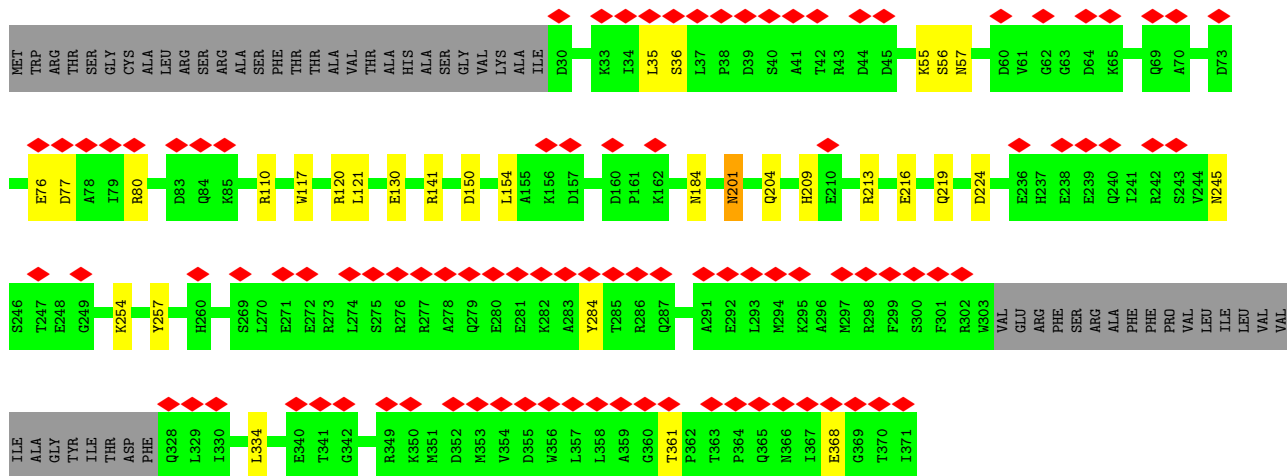 MET TRP ARG THR SER GLY CYS ALA LEU ARG SER ARG ALA SER PHE THR THR ALA VAL THR ALA HIS ALA SER GLY VAL LYS ALA ILE D30 K33 I34 L35 S36 L37 P38 D39 S40 A41 T42 R43 D44 D45 K55 S56 N57 D60 V61 G62 G63 D64 K65 Q69 A70 D73
E76 D77 A78 I79 R80 D83 Q84 K85 R110 W117 R120 L121 E130 R141 D150 L154 A155 K156 D157 D160 P161 K162 N184 N201 Q204 H209 E210 R213 E216 Q219 D224 E236 H237 E238 E239 Q240 I241 R242 S243 V244 N245
S246 T247 E248 G249 K254 Y257 H260 S269 L270 E271 E272 R273 L274 S275 R276 R277 A278 Q279 E280 E281 K282 A283 Y284 T285 R286 Q287 A291 E292 L293 M294 K295 A296 M297 R298 F299 S300 F301 R302 W303 VAL GLU ARG PHE SER ARG ALA PHE PHE PRO VAL LEU ILE LEU VAL VAL
ILE ALA GLY TYR ILE THR ASP PHE Q328 L329 I330 L334 E340 T341 G342 R349 K350 M351 D352 M353 V354 D355 W356 L357 L358 A359 G360 T361 P362 T363 P364 Q365 N366 I367 E368 G369 T370 I371